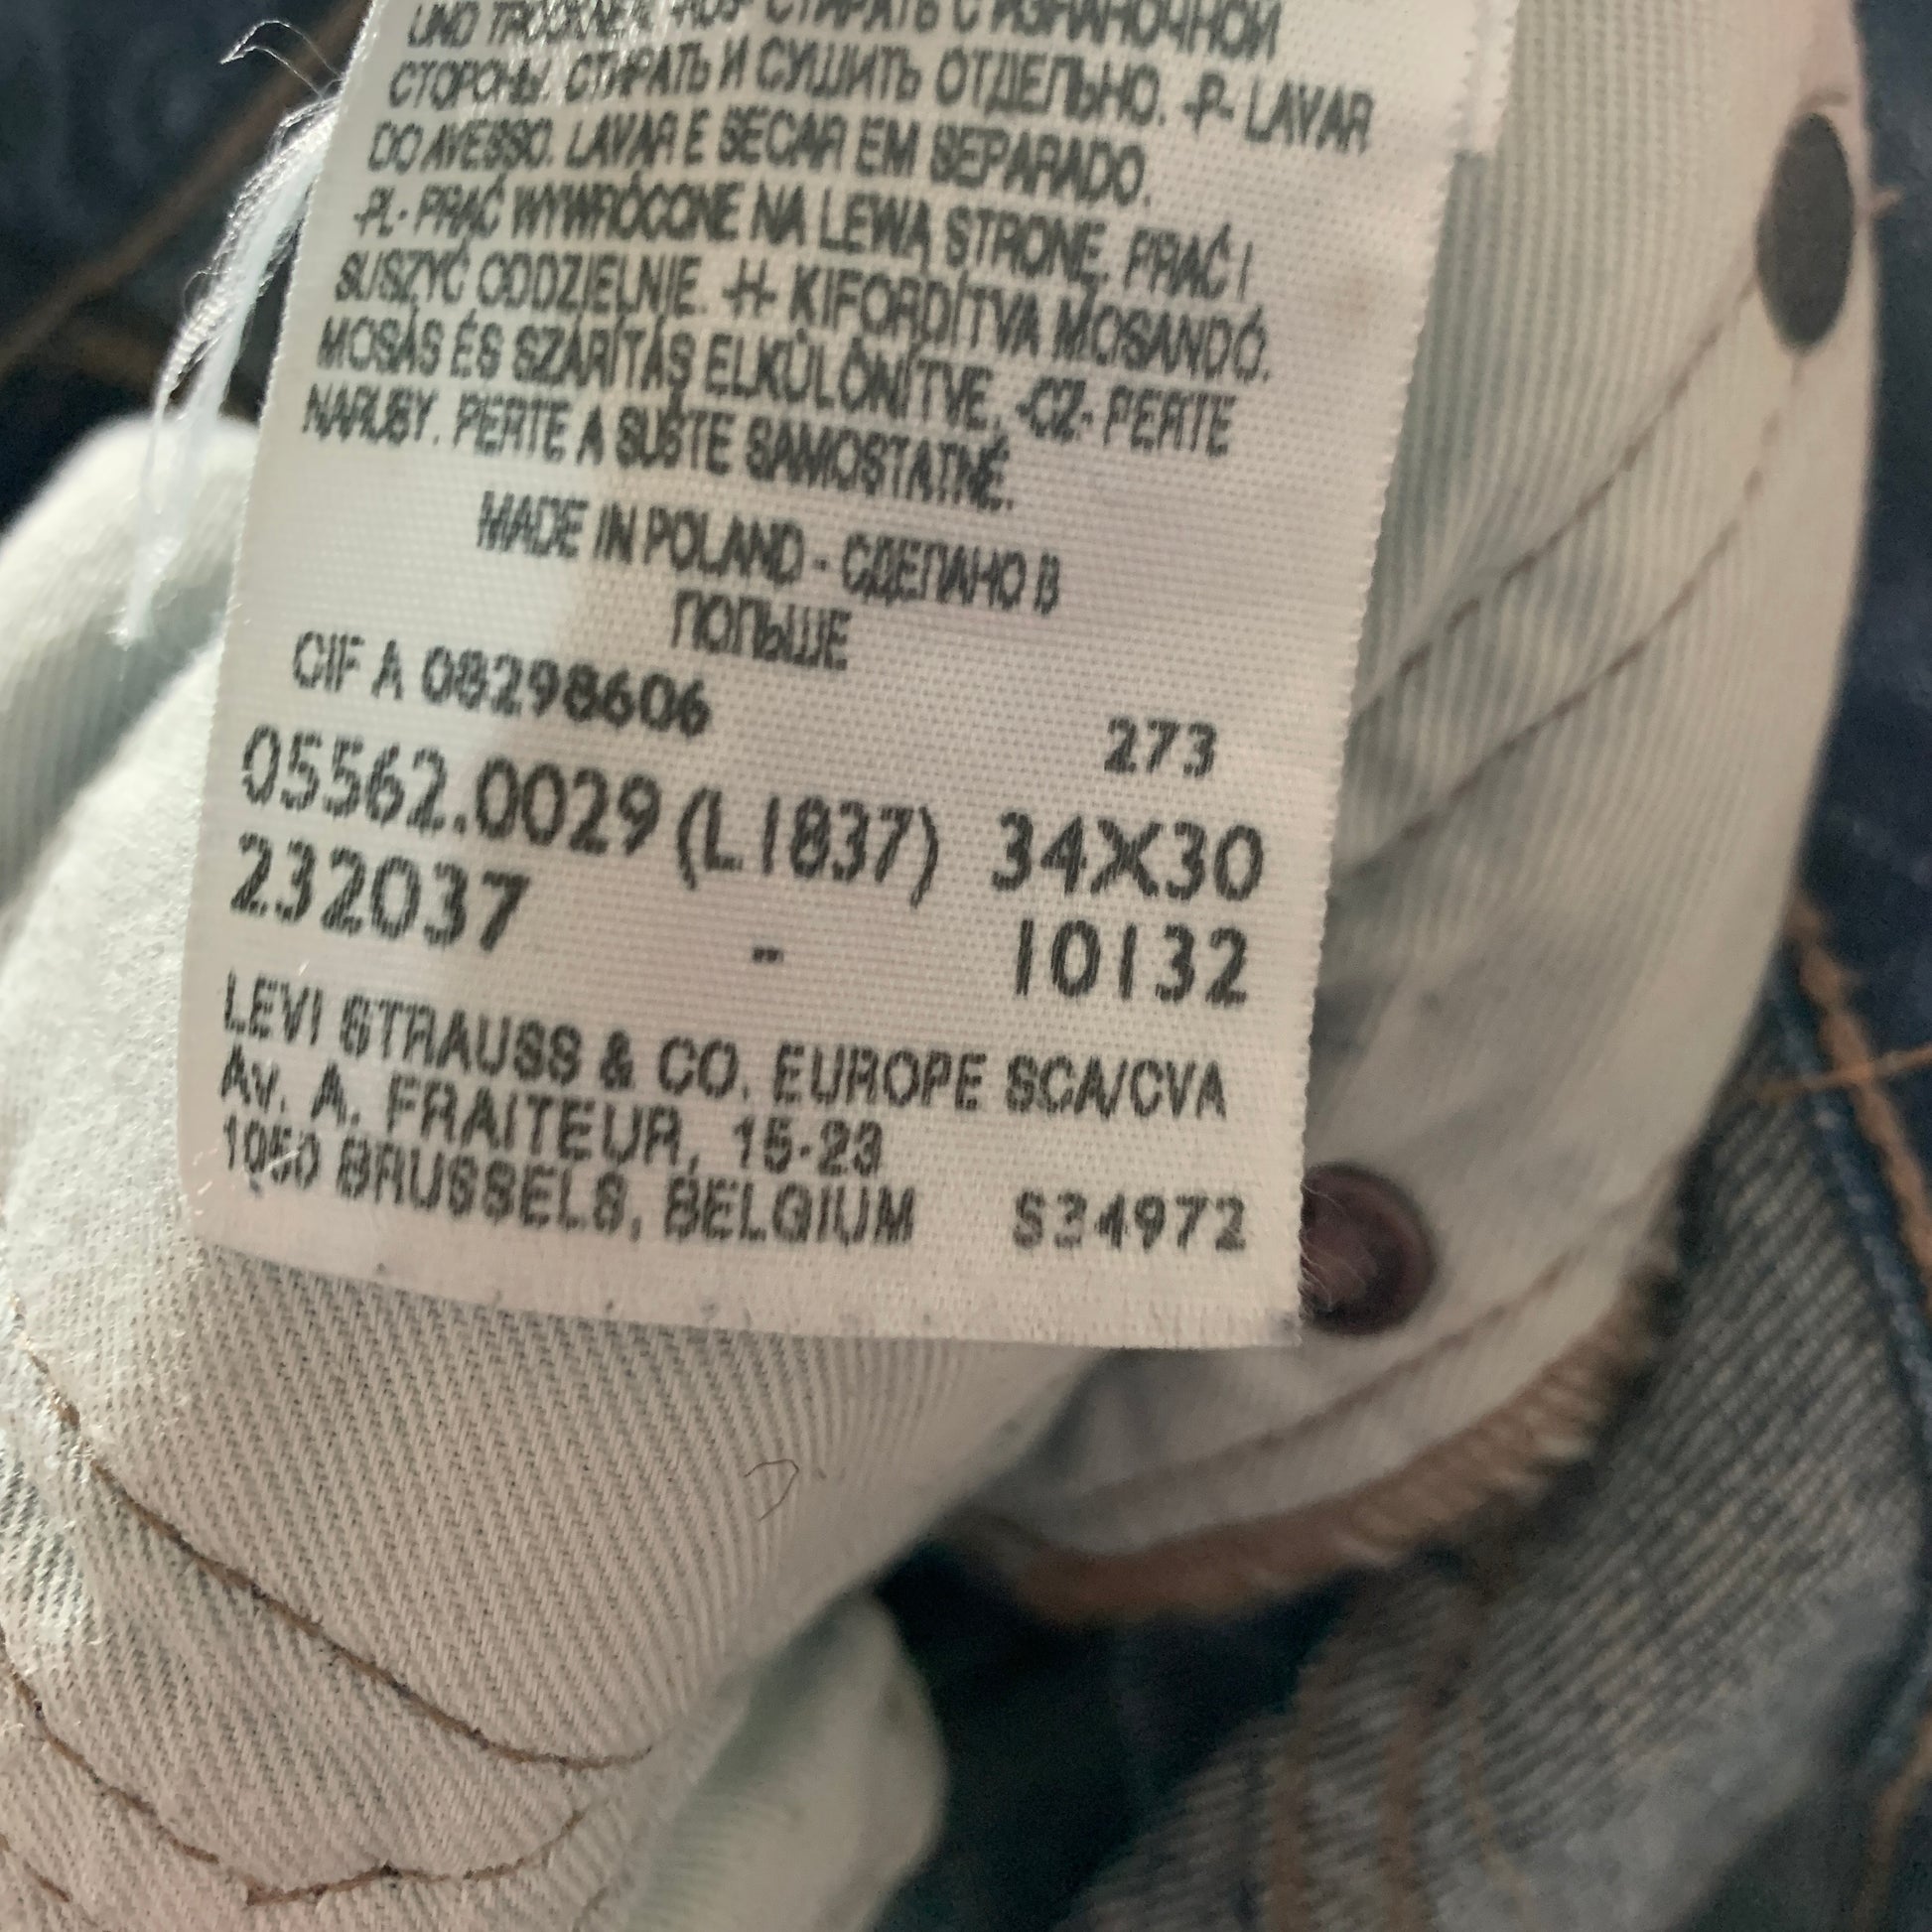 UND TROCKNEN. -RUS- СТИРАТЬ С ИЗНАНОЧНОЙ
СТОРОНЫ. СТИРАТЬ И СУШИТЬ ОТДЕЛЬНО. -P- LAVAR
DO AVESSO. LAVAR E SECAR EM SEPARADO.
-PL- PRAĆ WYWRÓCONE NA LEWĄ STRONĘ. PRAĆ I
SUSZYĆ ODDZIELNIE. -H- KIFORDÍTVA MOSANDÓ.
MOSÁS ÉS SZÁRÍTÁS ELKÜLÖNÍTVE. -CZ- PERTE
NARUBY. PERTE A SUŠTE SAMOSTATNĚ.
MADE IN POLAND - СДЕЛАНО В
ПОЛЬШЕ
CIF A 08298606
273
05562.0029 (L1837) 34X30
232037 - 10132
LEVI STRAUSS & CO. EUROPE SCA/CVA
AV. A. FRAITEUR, 15-23
1050 BRUSSELS, BELGIUM S34972